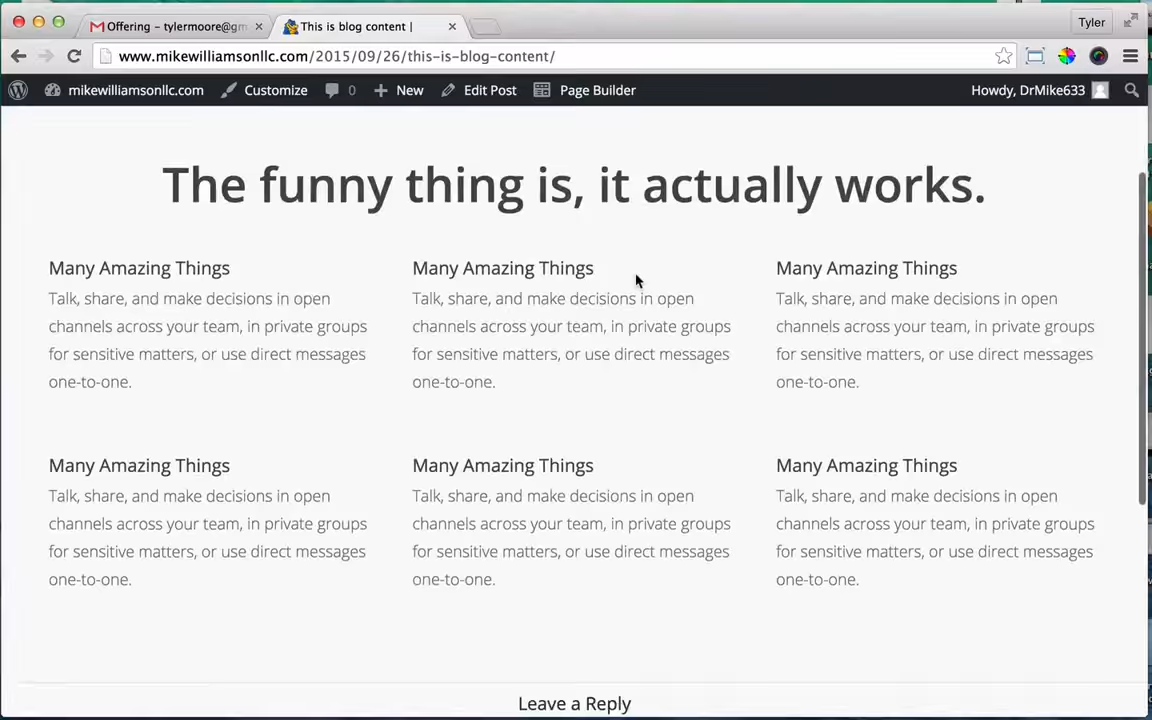 Offering – tylermoore@gm
This is blog content |
Tyler
www.mikewilliamsonllc.com/2015/09/26/this-is-blog-content/
mikewilliamsonllc.com Customize 0 New Edit Post Page Builder Howdy, DrMike633
The funny thing is, it actually works.
Many Amazing Things
Talk, share, and make decisions in open
channels across your team, in private groups
for sensitive matters, or use direct messages
one-to-one.
Many Amazing Things
Talk, share, and make decisions in open
channels across your team, in private groups
for sensitive matters, or use direct messages
one-to-one.
Many Amazing Things
Talk, share, and make decisions in open
channels across your team, in private groups
for sensitive matters, or use direct messages
one-to-one.
Many Amazing Things
Talk, share, and make decisions in open
channels across your team, in private groups
for sensitive matters, or use direct messages
one-to-one.
Many Amazing Things
Talk, share, and make decisions in open
channels across your team, in private groups
for sensitive matters, or use direct messages
one-to-one.
Many Amazing Things
Talk, share, and make decisions in open
channels across your team, in private groups
for sensitive matters, or use direct messages
one-to-one.
Leave a Reply